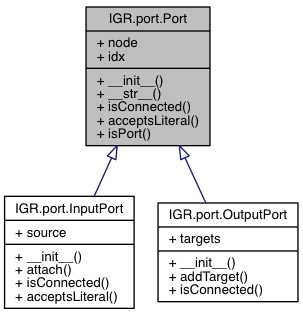 IGR.port.Port
+ node
+ idx
+ __init__()
+ __str__()
+ isConnected()
+ acceptsLiteral()
+ isPort()
IGR.port.InputPort
+ source
+ __init__()
+ attach()
+ isConnected()
+ acceptsLiteral()
IGR.port.OutputPort
+ targets
+ __init__()
+ addTarget()
+ isConnected()